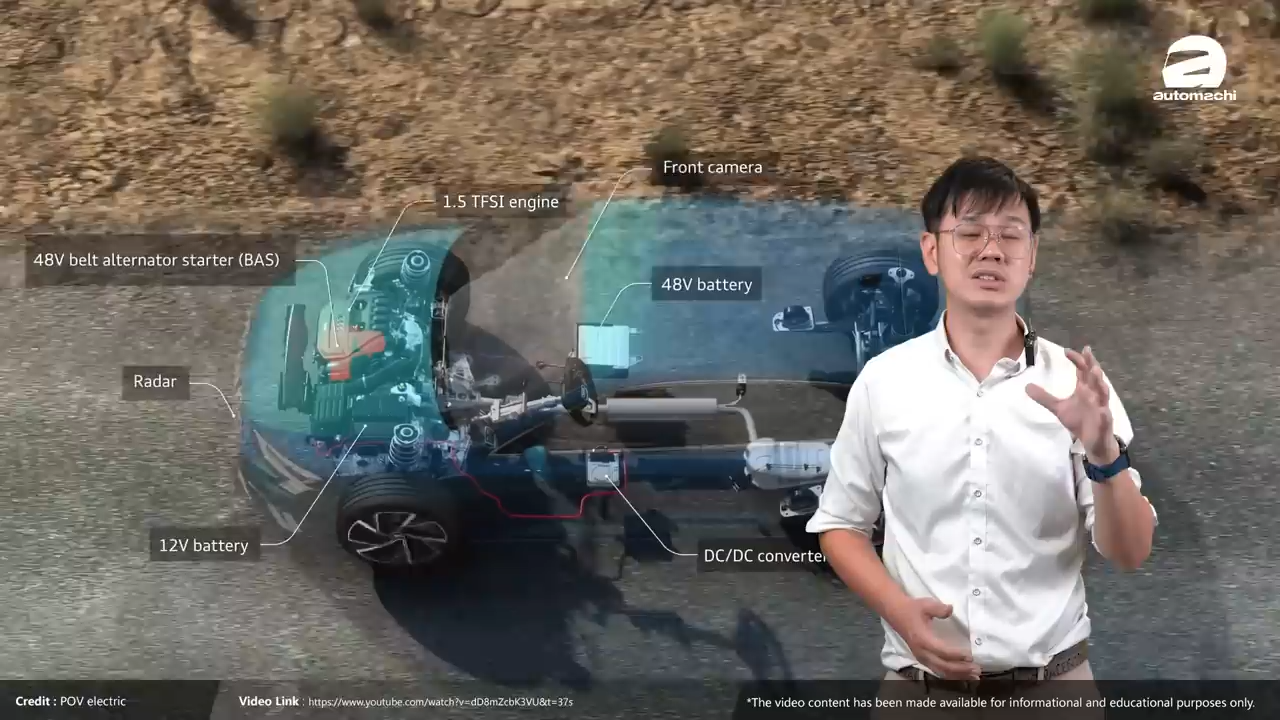 automachi
Front camera
1.5 TFSI engine
48V belt alternator starter (BAS)
48V battery
Radar
12V battery
DC/DC converter
Credit : POV electric
Video Link : https://www.youtube.com/watch?v=dD8mZcbK3VU&t=37s
*The video content has been made available for informational and educational purposes only.